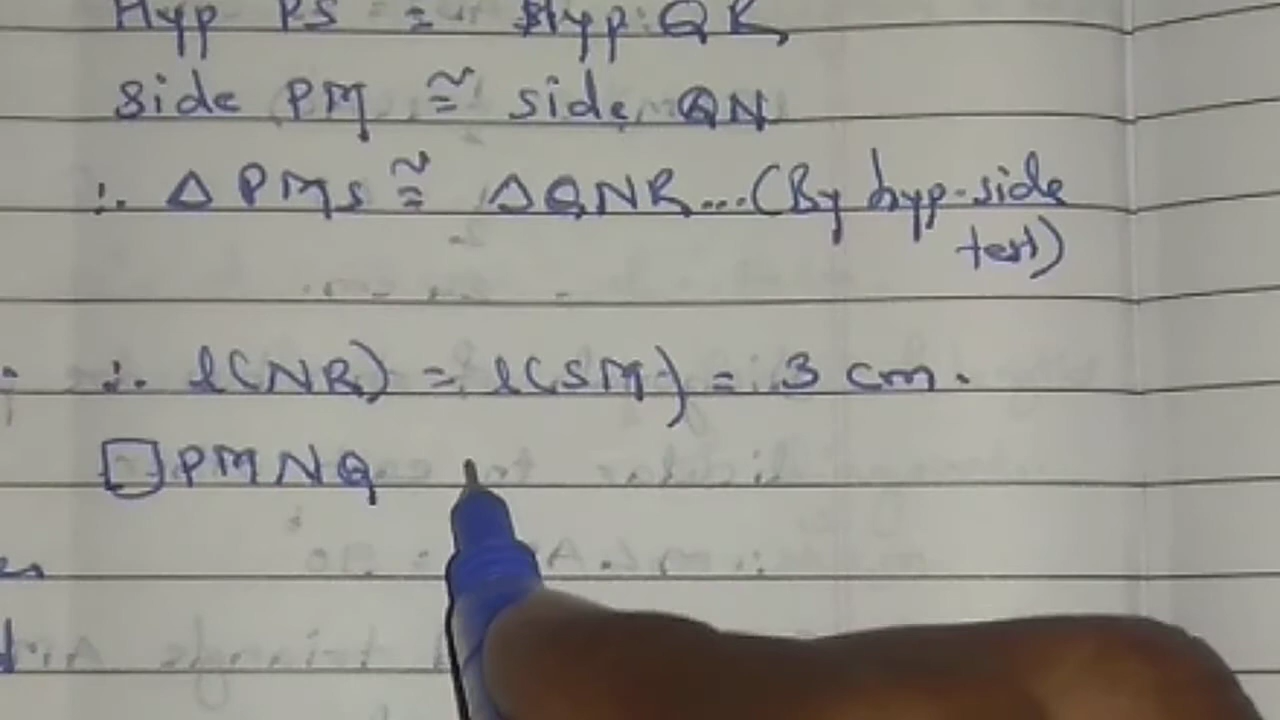 Hyp PS = Hyp QR
side PM ≅ side QN
∴ △ PMS ≅ △QNR...(By hyp-side
test)
∴ l(NR) = l(SM) = 3 cm.
□PMNQ